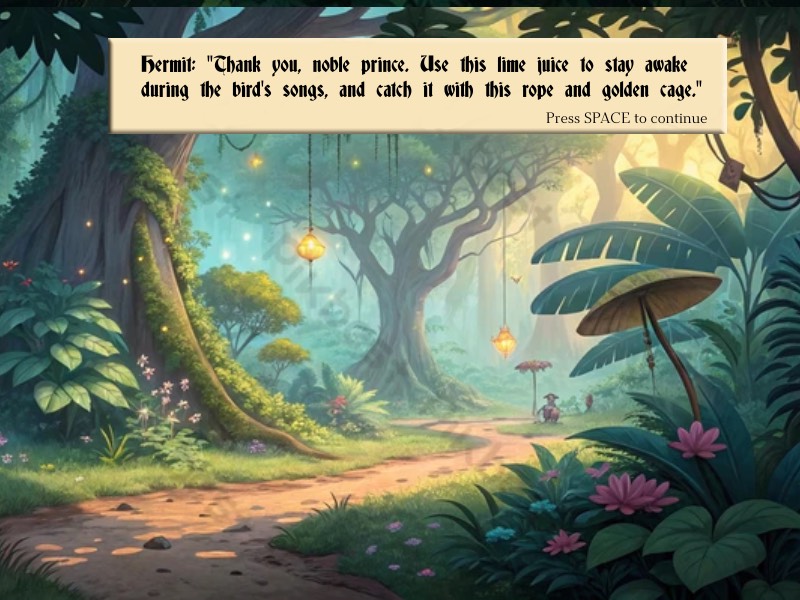 Hermit: "Thank you, noble prince. Use this lime juice to stay awake
during the bird's songs, and catch it with this rope and golden cage."
Press SPACE to continue